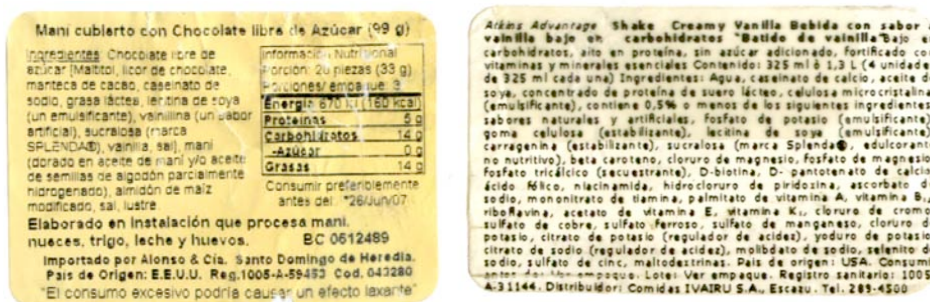 Maní cubierto con Chocolate libre de Azúcar (99 g)
Ingredientes: Chocolate libre de
azúcar [Maltitol, licor de chocolate,
manteca de cacao, caseinato de
sodio, grasa láctea, lecitina de soya
(un emulsificante), vainillina (un sabor
artificial), sucralosa (marca
SPLENDA®), vainilla, sal], maní
(dorado en aceite de maní y/o aceite
de semillas de algodón parcialmente
hidrogenado), almidón de maíz
modificado, sal, lustre.
Información Nutricional
Porción: 20 piezas (33 g)
Porciones/empaque: 3
Energía 670 kJ (160 kcal)
Proteínas 5 g
Carbohidratos 14 g
-Azúcar 0 g
Grasas 14 g
Consumir preferiblemente
antes del: *26/Jun/07
Elaborado en instalación que procesa maní,
nueces, trigo, leche y huevos. BC 0612489
Importado por Alonso & Cía. Santo Domingo de Heredia.
País de Origen: E.E.U.U. Reg.1005-A-59453 Cod. 043280
"El consumo excesivo podría causar un efecto laxante"
Atkins Advantage Shake Creamy Vanilla Bebida con sabor a
vainilla bajo en carbohidratos "Batido de vainilla" Bajo en
carbohidratos, alto en proteína, sin azúcar adicionado, fortificado con
vitaminas y minerales esenciales Contenido: 325 ml ó 1,3 L (4 unidades
de 325 ml cada una) Ingredientes: Agua, caseinato de calcio, aceite de
soya, concentrado de proteína de suero lácteo, celulosa microcristalina
(emulsificante), contiene 0,5% o menos de los siguientes ingredientes:
sabores naturales y artificiales, fosfato de potasio (emulsificante),
goma celulosa (estabilizante), lecitina de soya (emulsificante),
carragenina (estabilizante), sucralosa (marca Splenda®, edulcorante
no nutritivo), beta caroteno, cloruro de magnesio, fosfato de magnesio,
fosfato tricálcico (secuestrante), D-biotina, D- pantotenato de calcio,
ácido fólico, niacinamida, hidrocloruro de piridozina, ascorbato de
sodio, mononitrato de tiamina, palmitato de vitamina A, vitamina B₁₂,
riboflavina, acetato de vitamina E, vitamina K₁, cloruro de cromo,
sulfato de cobre, sulfato ferroso, sulfato de manganeso, cloruro de
potasio, citrato de potasio (regulador de acidez), yoduro de potasio,
citrato de sodio (regulador de acidez), molibdato de sodio, selenito de
sodio, sulfato de cinc, maltodextrinas. País de origen: USA. Consumir
antes de: Ver empaque. Lote: Ver empaque. Registro sanitario: 1005-
A-31144. Distribuidor: Comidas IVAIRU S.A., Escazu. Tel. 289-4500